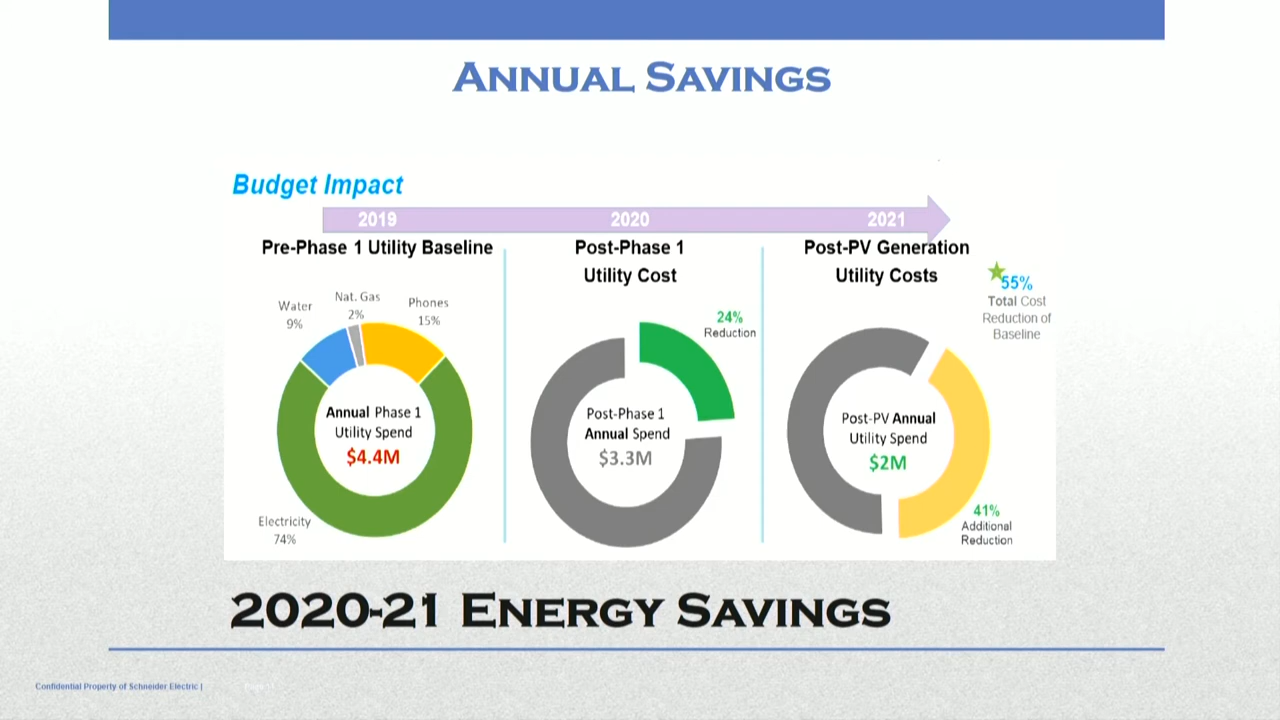 ANNUAL SAVINGS
Budget Impact
2019
2020
2021
Pre-Phase 1 Utility Baseline
Water
9%
Nat. Gas
2%
Phones
15%
Annual Phase 1
Utility Spend
$4.4M
Electricity
74%
Post-Phase 1
Utility Cost
24%
Reduction
Post-Phase 1
Annual Spend
$3.3M
Post-PV Generation
Utility Costs
55%
Total Cost
Reduction of
Baseline
Post-PV Annual
Utility Spend
$2M
41%
Additional
Reduction
2020-21 ENERGY SAVINGS
Confidential Property of Schneider Electric |